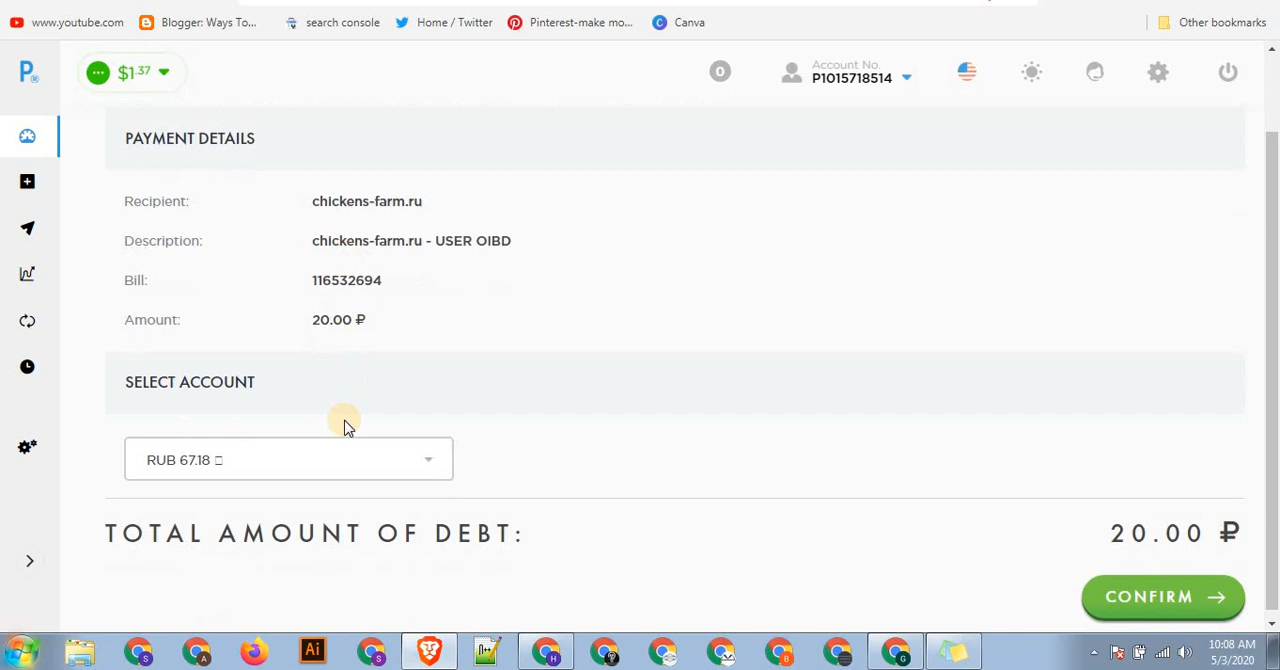 www.youtube.com Blogger: Ways To... search console Home / Twitter Pinterest-make mo... Canva Other bookmarks
P® $1.37 0 Account No.
P1015718514
PAYMENT DETAILS
Recipient: chickens-farm.ru
Description: chickens-farm.ru - USER OIBD
Bill: 116532694
Amount: 20.00 ₽
SELECT ACCOUNT
RUB 67.18 □
TOTAL AMOUNT OF DEBT: 20.00 ₽
CONFIRM →
Ai n++ S A S H ? B G
10:08 AM
5/3/2020